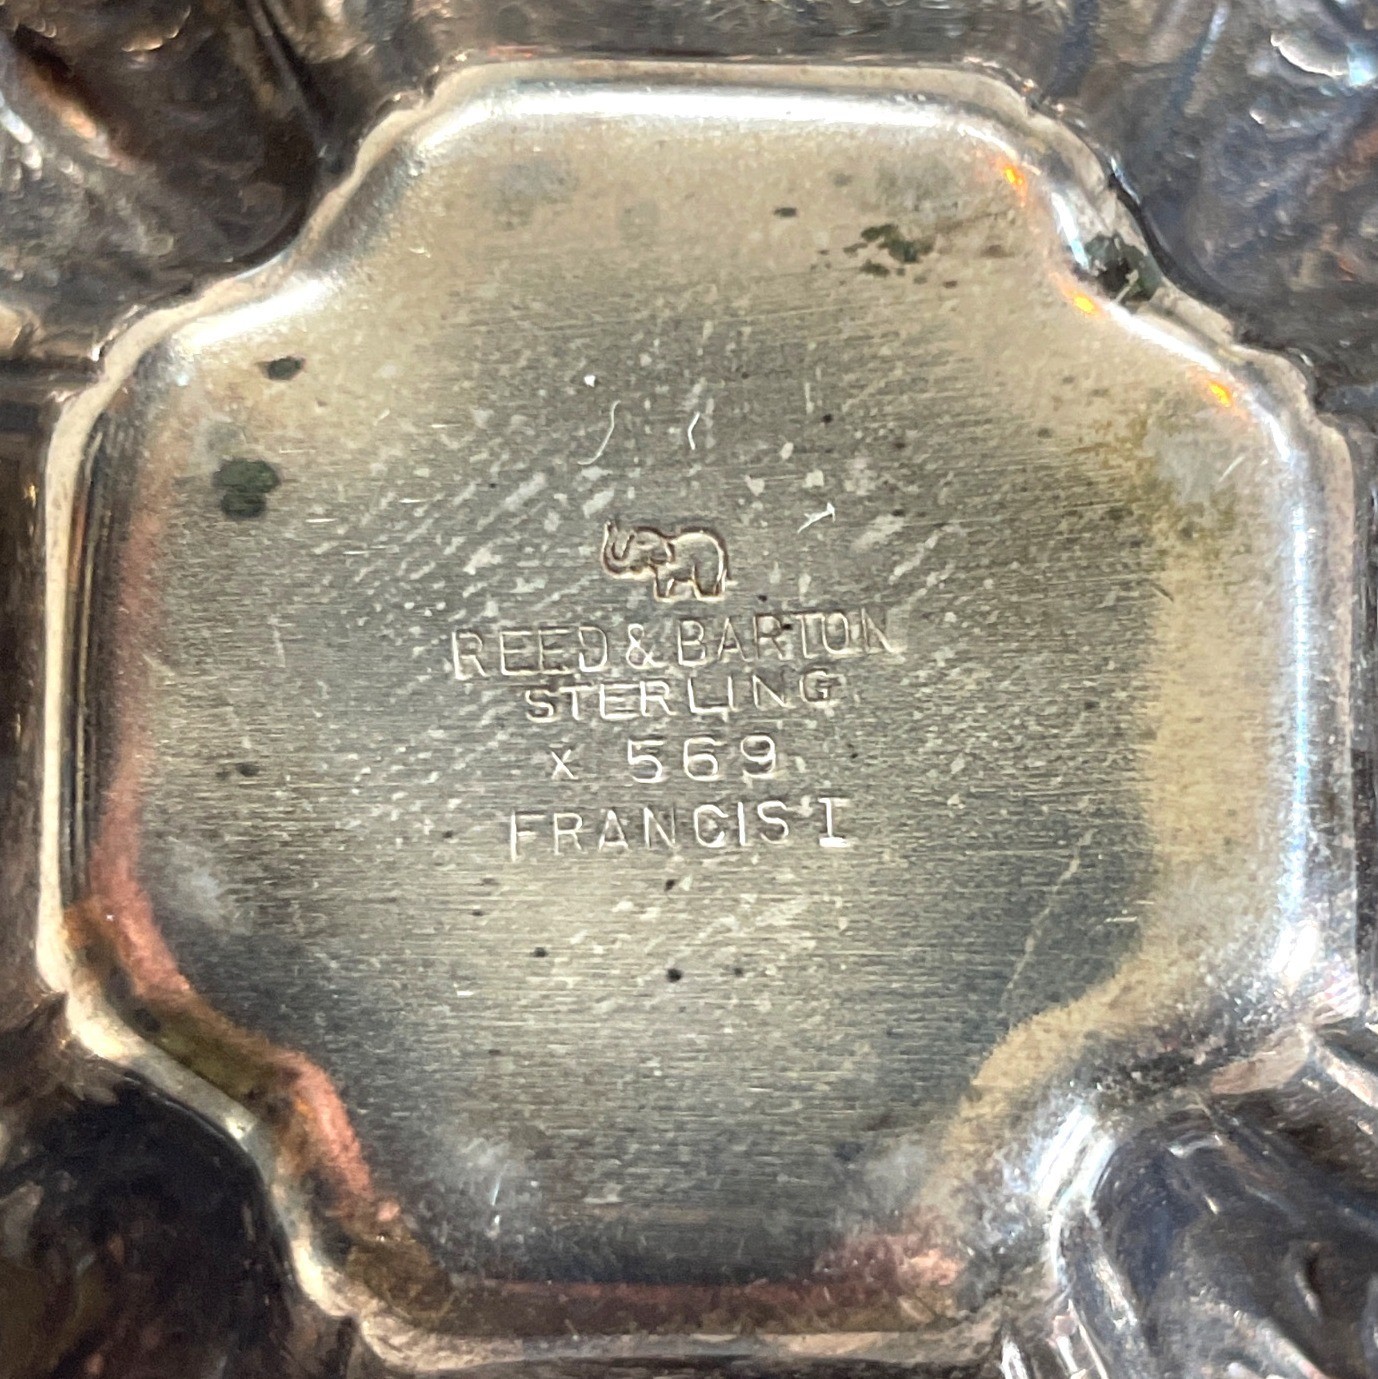 REED & BARTON
STERLING
X 569
FRANCIS I